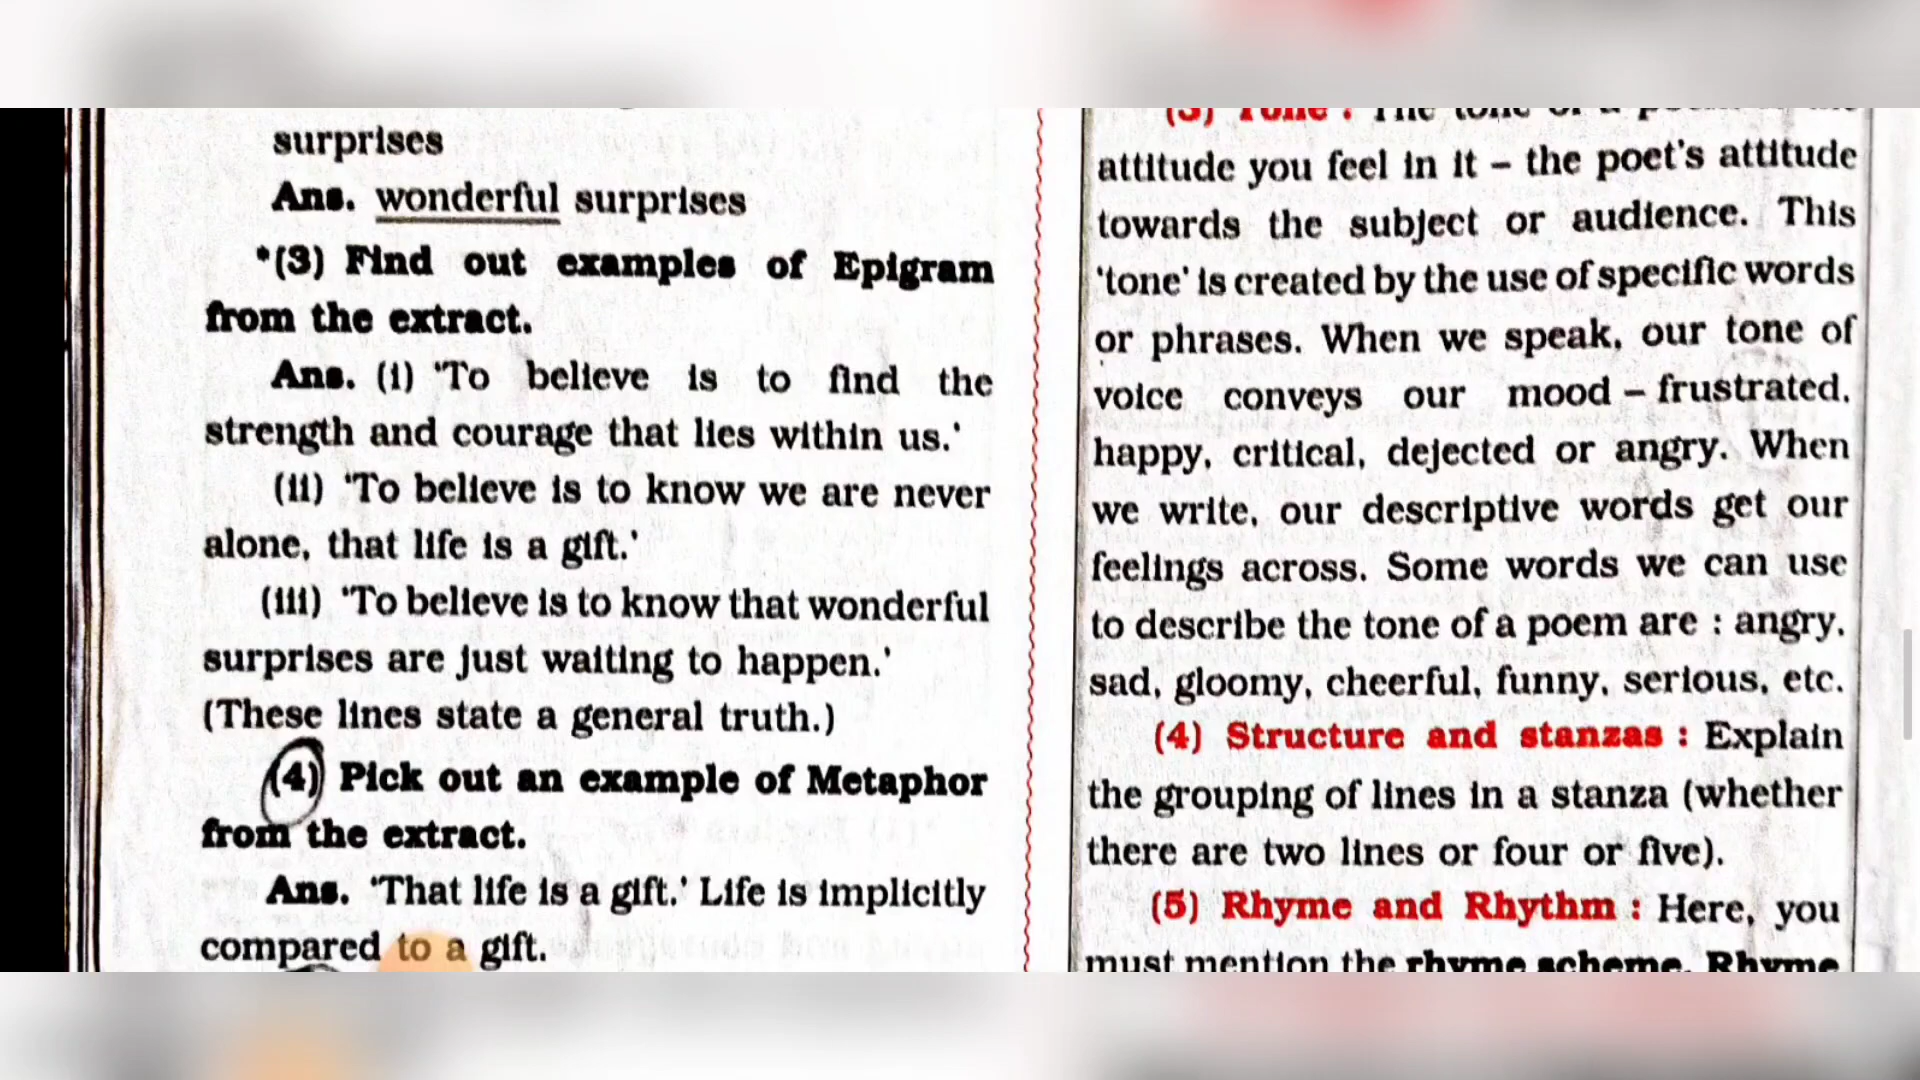 surprises
Ans. wonderful surprises
*(3) Find out examples of Epigram
from the extract.
Ans. (i) 'To believe is to find the
strength and courage that lies within us.'
(ii) 'To believe is to know we are never
alone, that life is a gift.'
(iii) 'To believe is to know that wonderful
surprises are just waiting to happen.'
(These lines state a general truth.)
(4) Pick out an example of Metaphor
from the extract.
Ans. 'That life is a gift.' Life is implicitly
compared to a gift.
(3) Tone : The tone of a
attitude you feel in it – the poet's attitude
towards the subject or audience. This
'tone' is created by the use of specific words
or phrases. When we speak, our tone of
voice conveys our mood – frustrated,
happy, critical, dejected or angry. When
we write, our descriptive words get our
feelings across. Some words we can use
to describe the tone of a poem are : angry,
sad, gloomy, cheerful, funny, serious, etc.
(4) Structure and stanzas : Explain
the grouping of lines in a stanza (whether
there are two lines or four or five).
(5) Rhyme and Rhythm : Here, you
must mention the rhyme scheme. Rhyme